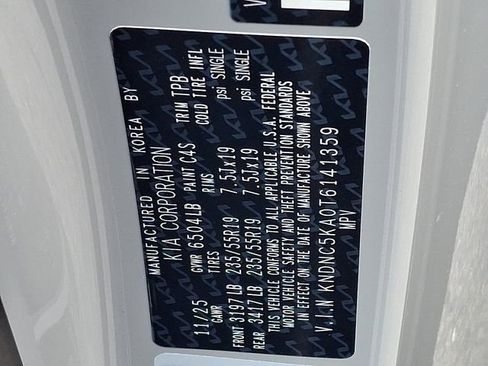 MANUFACTURED IN KOREA BY
KIA CORPORATION
11/25 GVWR 6504LB PAINT C4S TRIM TPB
GAWR TIRES RIMS COLD TIRE INFL
FRONT 3197LB 235/55R19 7.5Jx19 psi SINGLE
REAR 3417LB 235/55R19 7.5Jx19 psi SINGLE
THIS VEHICLE CONFORMS TO ALL APPLICABLE U.S.A. FEDERAL
MOTOR VEHICLE SAFETY AND THEFT PREVENTION STANDARDS
IN EFFECT ON THE DATE OF MANUFACTURE SHOWN ABOVE
V.I.N KNDNC5KA0T6141359
MPV